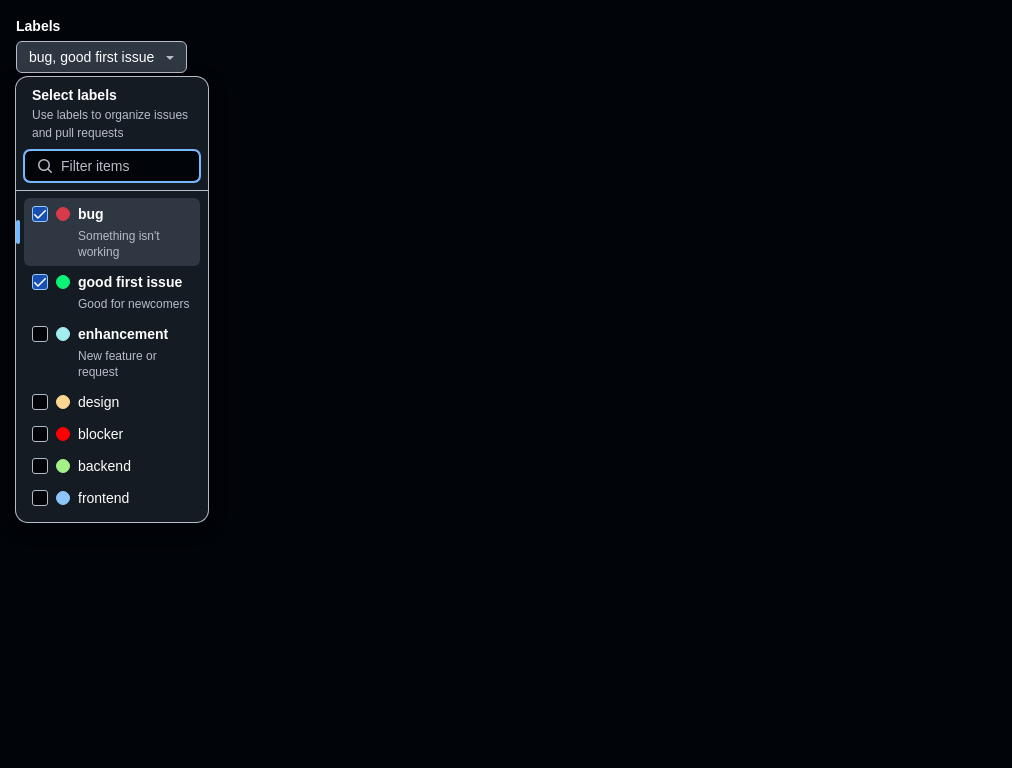 Labels
bug, good first issue
Select labels
Use labels to organize issues
and pull requests
Filter items
bug
Something isn't
working
good first issue
Good for newcomers
enhancement
New feature or
request
design
blocker
backend
frontend